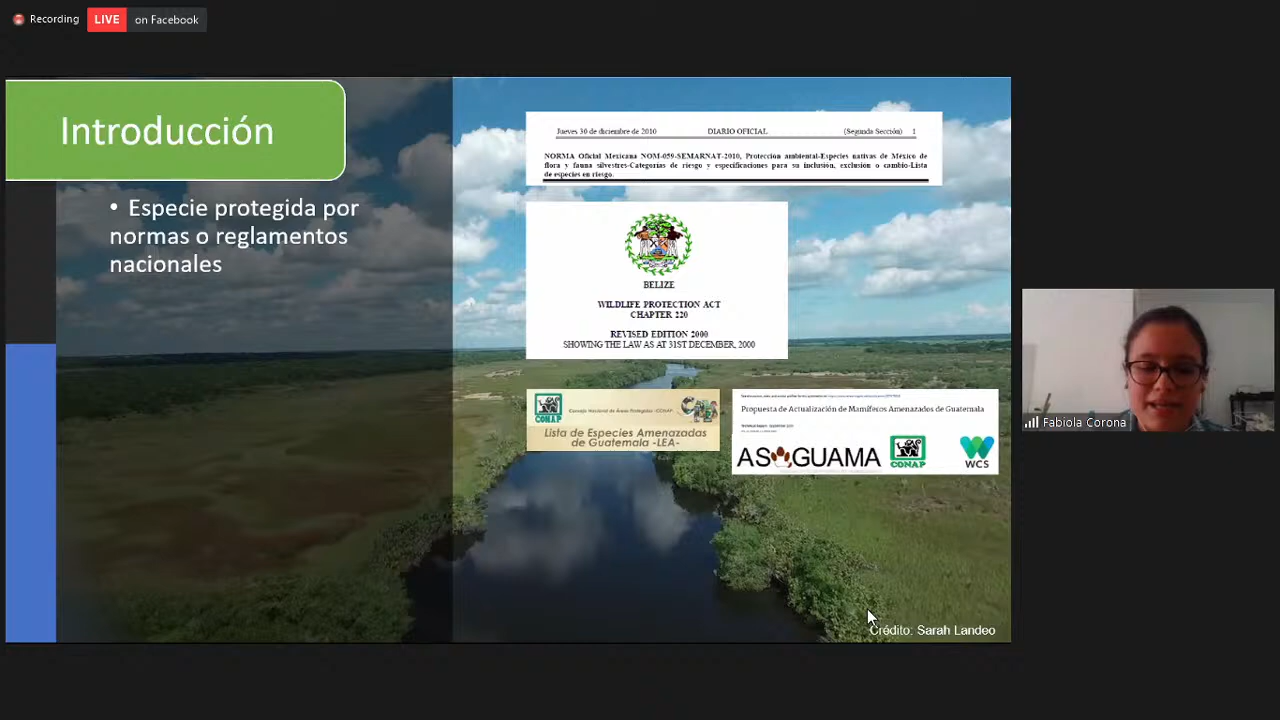 Recording
LIVE on Facebook
Introducción
• Especie protegida por
normas o reglamentos
nacionales
Jueves 30 de diciembre de 2010 DIARIO OFICIAL (Segunda Sección) 1
NORMA Oficial Mexicana NOM-059-SEMARNAT-2010, Protección ambiental-Especies nativas de México de
flora y fauna silvestres-Categorías de riesgo y especificaciones para su inclusión, exclusión o cambio-Lista
de especies en riesgo.
BELIZE
WILDLIFE PROTECTION ACT
CHAPTER 220
REVISED EDITION 2000
SHOWING THE LAW AS AT 31ST DECEMBER, 2000
CONAP
Consejo Nacional de Áreas Protegidas -CONAP-
Lista de Especies Amenazadas
de Guatemala -LEA-
Propuesta de Actualización de Mamíferos Amenazados de Guatemala
ASOGUAMA CONAP WCS
Fabiola Corona
Crédito: Sarah Landeo